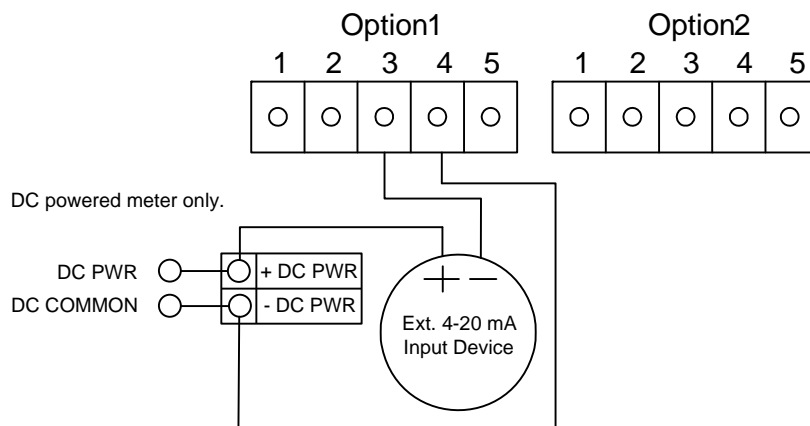 Option1 Option2
1 2 3 4 5 1 2 3 4 5
DC powered meter only.
DC PWR + DC PWR
DC COMMON - DC PWR
+ −
Ext. 4-20 mA
Input Device